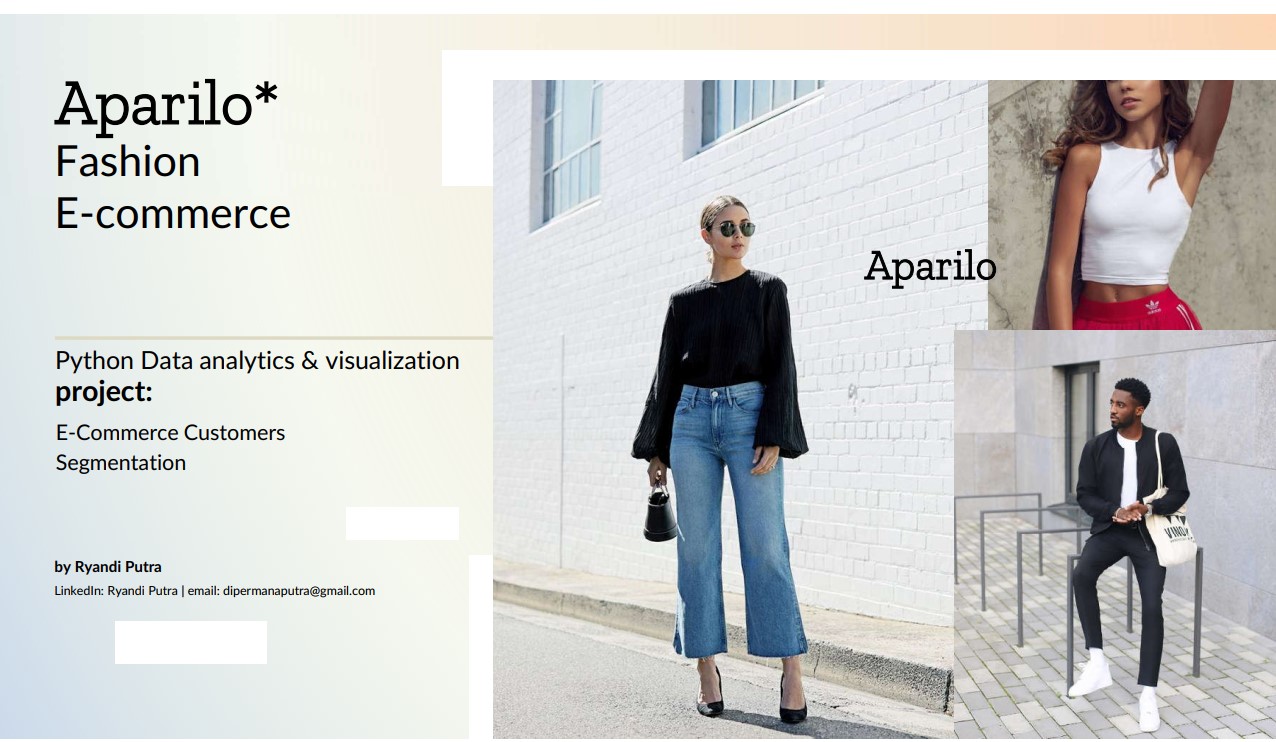 Aparilo*
Fashion
E-commerce
Python Data analytics & visualization
project:
E-Commerce Customers
Segmentation
by Ryandi Putra
LinkedIn: Ryandi Putra | email: dipermanaputra@gmail.com
Aparilo
adidas